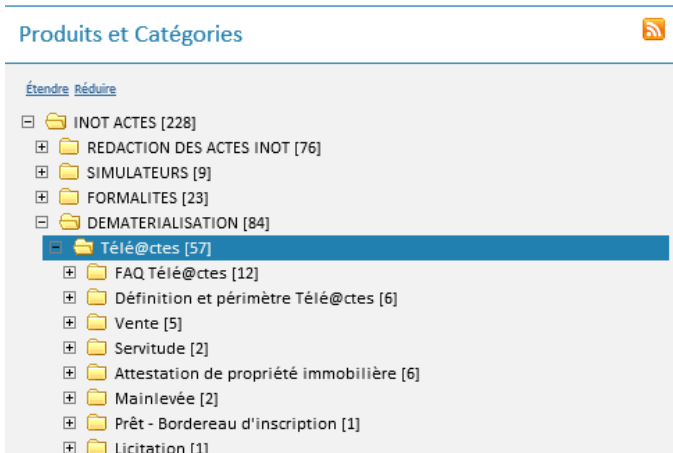 Produits et Catégories
Étendre Réduire
INOT ACTES [228]
REDACTION DES ACTES INOT [76]
SIMULATEURS [9]
FORMALITES [23]
DEMATERIALISATION [84]
Télé@ctes [57]
FAQ Télé@ctes [12]
Définition et périmètre Télé@ctes [6]
Vente [5]
Servitude [2]
Attestation de propriété immobilière [6]
Mainlevée [2]
Prêt - Bordereau d'inscription [1]
Licitation [1]